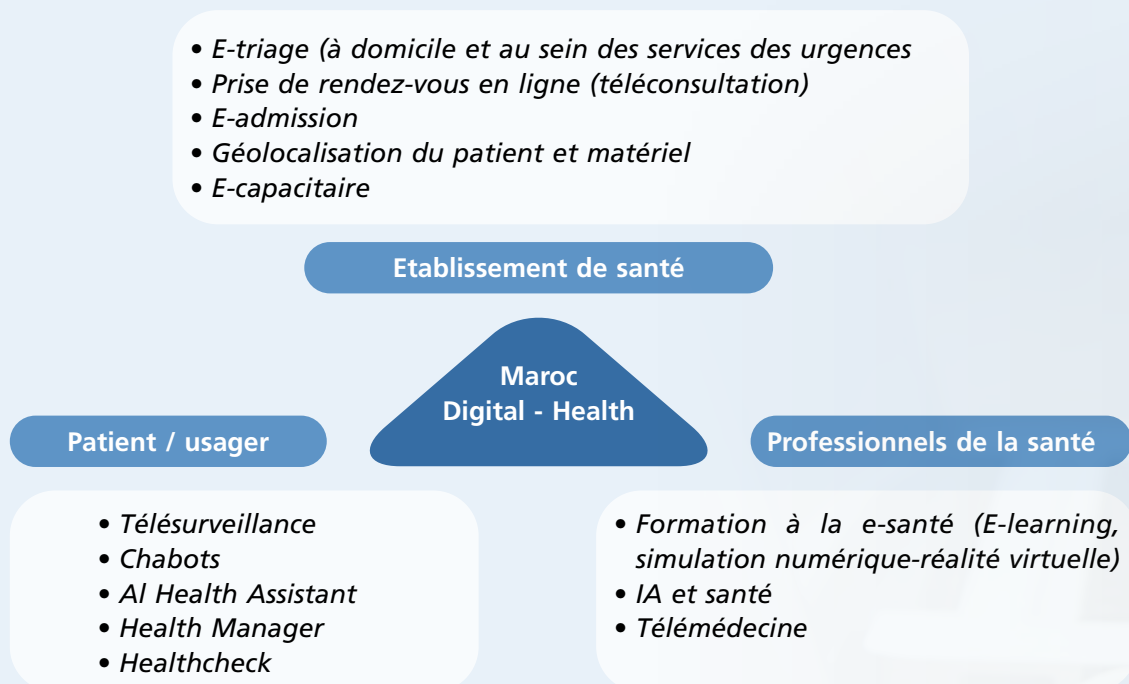 • E-triage (à domicile et au sein des services des urgences
• Prise de rendez-vous en ligne (téléconsultation)
• E-admission
• Géolocalisation du patient et matériel
• E-capacitaire
Etablissement de santé
Maroc
Digital - Health
Patient / usager
Professionnels de la santé
• Télésurveillance
• Chabots
• Al Health Assistant
• Health Manager
• Healthcheck
• Formation à la e-santé (E-learning,
simulation numérique-réalité virtuelle)
• IA et santé
• Télémédecine